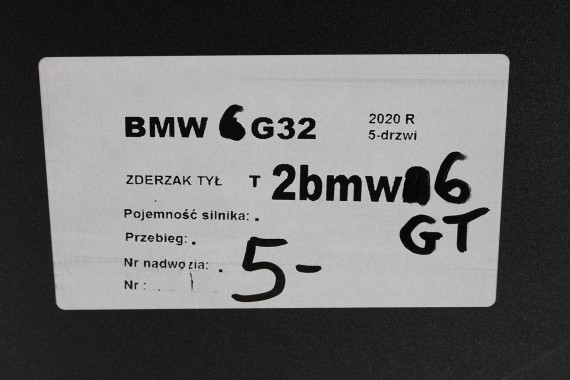 BMW 6 G32 2020 R
5-drzwi
ZDERZAK TYŁ T 2bmw 6
GT
Pojemność silnika: .
Przebieg: .
Nr nadwozia: . 5-
Nr :